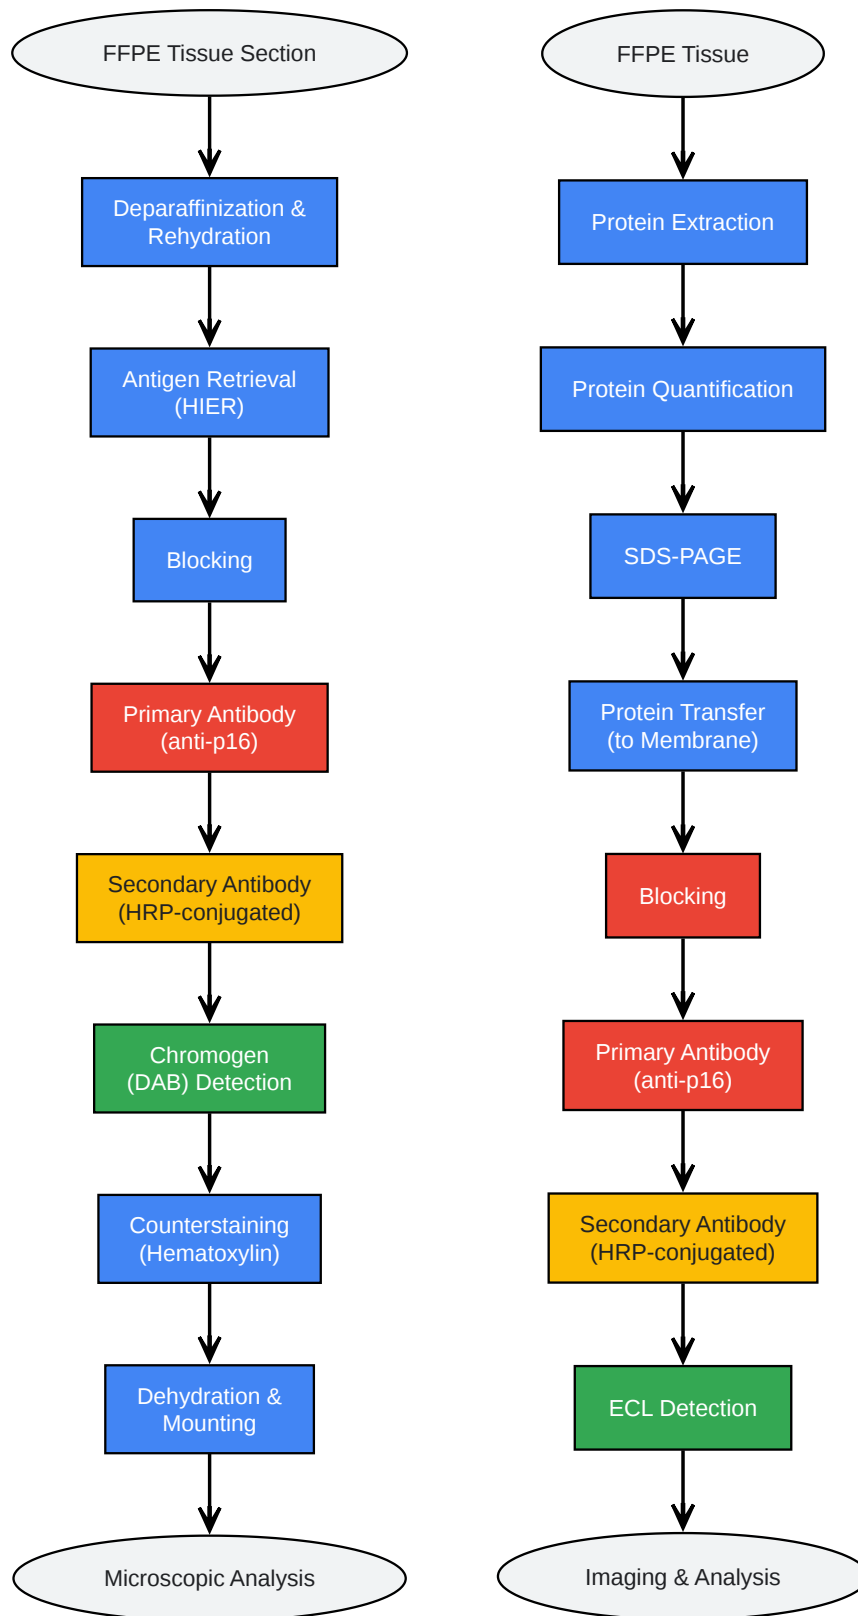 FFPE Tissue Section
Deparaffinization &
Rehydration
Antigen Retrieval
(HIER)
Blocking
Primary Antibody
(anti-p16)
Secondary Antibody
(HRP-conjugated)
Chromogen
(DAB) Detection
Counterstaining
(Hematoxylin)
Dehydration &
Mounting
Microscopic Analysis
FFPE Tissue
Protein Extraction
Protein Quantification
SDS-PAGE
Protein Transfer
(to Membrane)
Blocking
Primary Antibody
(anti-p16)
Secondary Antibody
(HRP-conjugated)
ECL Detection
Imaging & Analysis